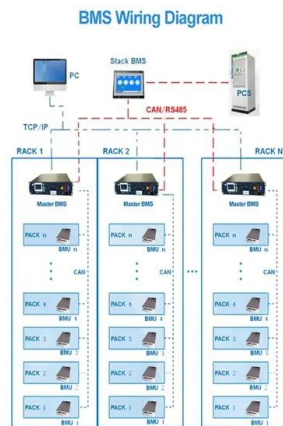 BMS Wiring Diagram
PC
Stack BMS
PCS
CAN/RS485
TCP/IP
RACK 1
RACK 2
RACK N
Master BMS
Master BMS
Master BMS
PACK n
BMU n
PACK n
BMU n
PACK n
BMU n
CAN
CAN
CAN
PACK 4
BMU 4
PACK 4
BMU 4
PACK 4
BMU 4
PACK 3
BMU 3
PACK 3
BMU 3
PACK 3
BMU 3
PACK 2
BMU 2
PACK 2
BMU 2
PACK 2
BMU 2
PACK 1
BMU 1
PACK 1
BMU 1
PACK 1
BMU 1